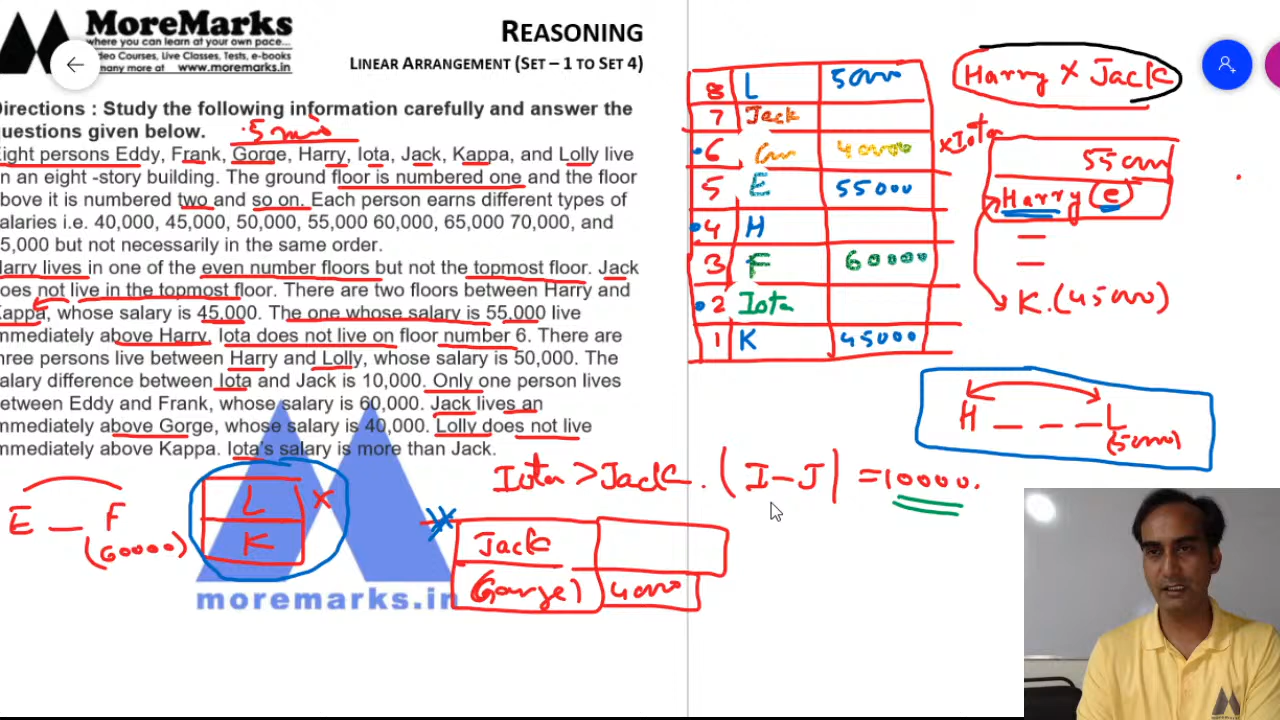 MoreMarks
where you can learn at your own pace...
deo Courses, Live Classes, Tests, e-books
many more at www.moremarks.in
REASONING
LINEAR ARRANGEMENT (SET – 1 TO SET 4)
Directions : Study the following information carefully and answer the
questions given below. 5 min
Eight persons Eddy, Frank, Gorge, Harry, Iota, Jack, Kappa, and Lolly live
in an eight -story building. The ground floor is numbered one and the floor
above it is numbered two and so on. Each person earns different types of
salaries i.e. 40,000, 45,000, 50,000, 55,000 60,000, 65,000 70,000, and
5,000 but not necessarily in the same order.
Harry lives in one of the even number floors but not the topmost floor. Jack
does not live in the topmost floor. There are two floors between Harry and
Kappa, whose salary is 45,000. The one whose salary is 55,000 live
mmediately above Harry. Iota does not live on floor number 6. There are
hree persons live between Harry and Lolly, whose salary is 50,000. The
salary difference between Iota and Jack is 10,000. Only one person lives
between Eddy and Frank, whose salary is 60,000. Jack lives an
mmediately above Gorge, whose salary is 40,000. Lolly does not live
mmediately above Kappa. Iota's salary is more than Jack.
E _ F
(60000)
L X
K
moremarks.in
Iota > Jack. | I - J | = 10000.
Jack
Gorge) 40000
8 L 50000
7 Jack
6 40000
5 E 55000
4 H
3 F 60000
2 Iota
1 K 45000
Harry X Jack
X Iota
Harry e
K. (45000)
H _ _ _ L